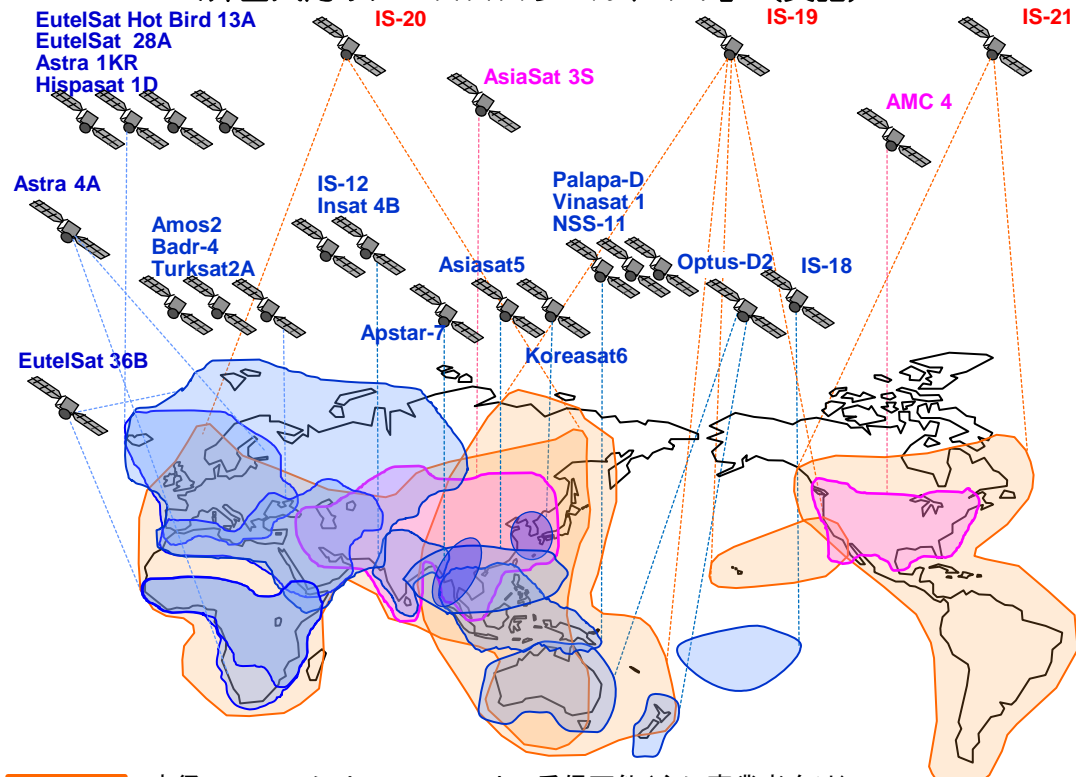 EutelSat Hot Bird 13A
EutelSat 28A
Astra 1KR
Hispasat 1D
IS-20
IS-19
IS-21
AsiaSat 3S
AMC 4
Astra 4A
IS-12
Insat 4B
Palapa-D
Vinasat 1
NSS-11
Amos2
Badr-4
Turksat2A
Asiasat5
Optus-D2
IS-18
Apstar-7
Koreasat6
EutelSat 36B